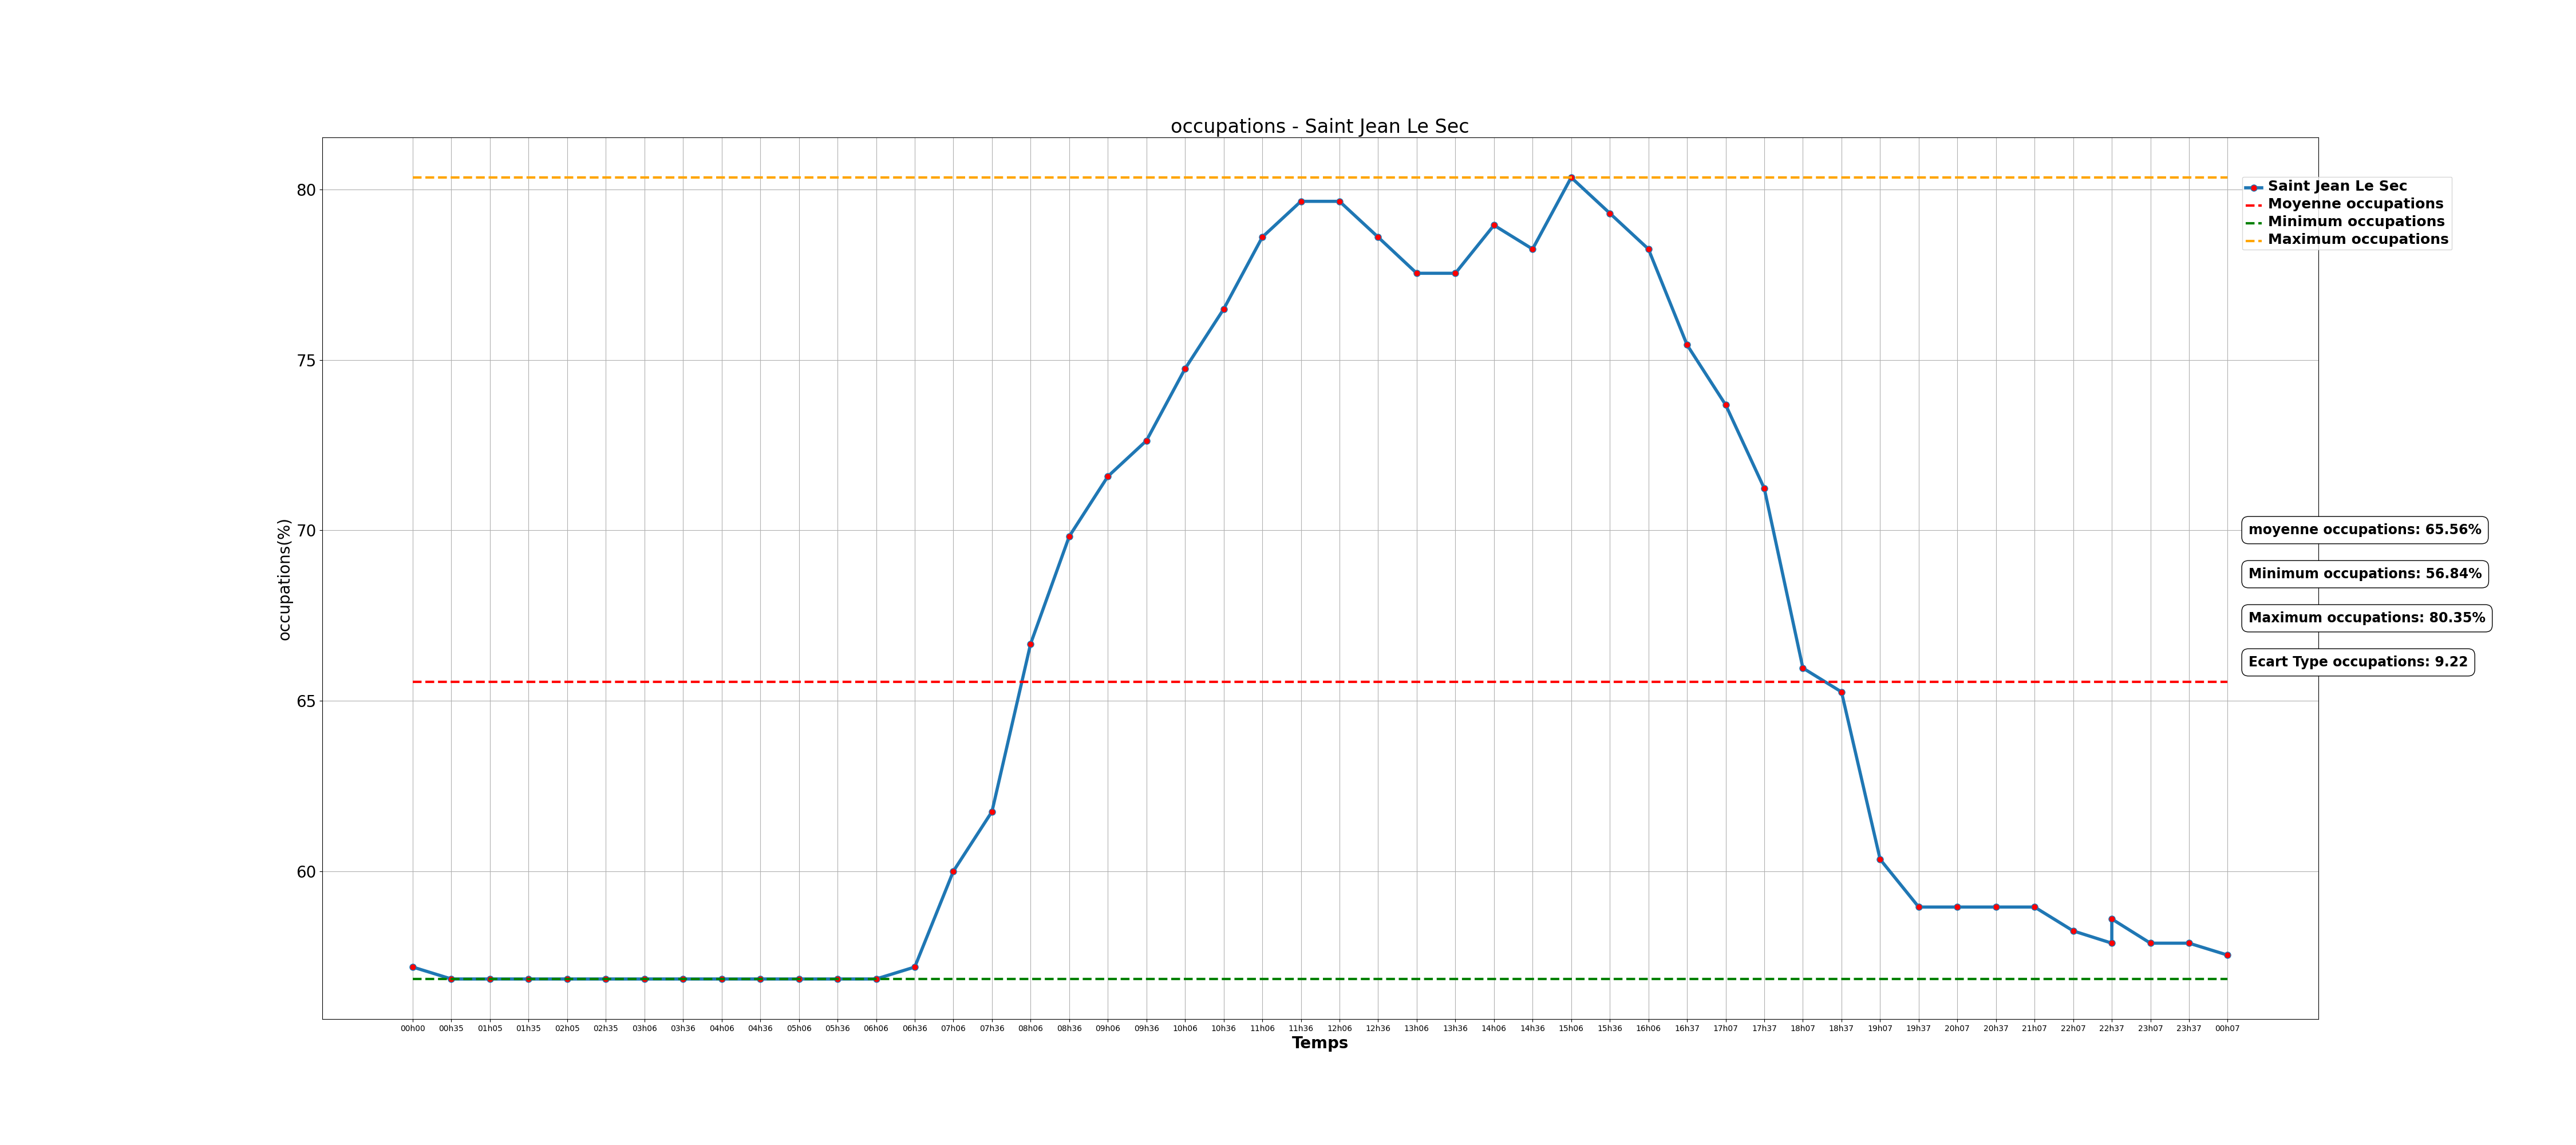 occupations - Saint Jean Le Sec
80
75
70
65
60
occupations(%)
Saint Jean Le Sec
Moyenne occupations
Minimum occupations
Maximum occupations
moyenne occupations: 65.56%
Minimum occupations: 56.84%
Maximum occupations: 80.35%
Ecart Type occupations: 9.22
00h00 00h35 01h05 01h35 02h05 02h35 03h06 03h36 04h06 04h36 05h06 05h36 06h06 06h36 07h06 07h36 08h06 08h36 09h06 09h36 10h06 10h36 11h06 11h36 12h06 12h36 13h06 13h36 14h06 14h36 15h06 15h36 16h06 16h37 17h07 17h37 18h07 18h37 19h07 19h37 20h07 20h37 21h07 22h07 22h37 23h07 23h37 00h07
Temps